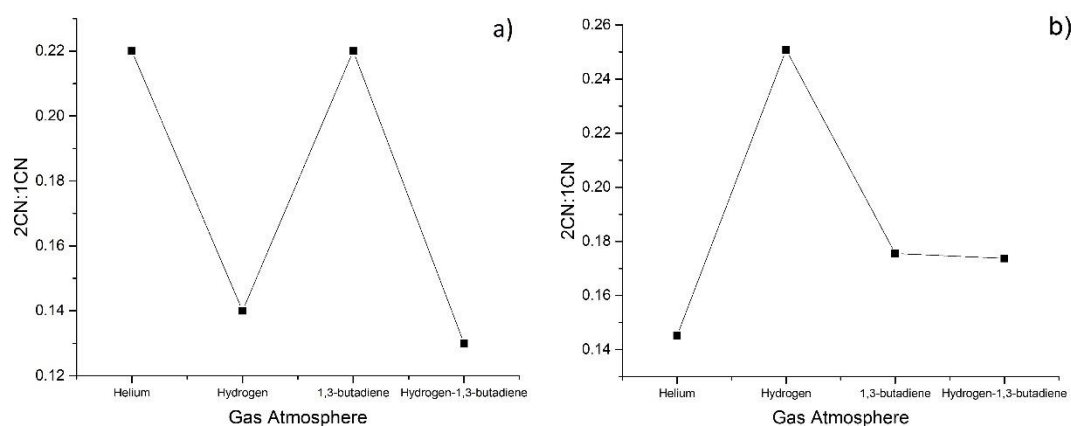 a)
0.22
0.20
0.18
0.16
0.14
0.12
2CN:1CN
Helium
Hydrogen
1,3-butadiene
Hydrogen-1,3-butadiene
Gas Atmosphere
b)
0.26
0.24
0.22
0.20
0.18
0.16
0.14
2CN:1CN
Helium
Hydrogen
1,3-butadiene
Hydrogen-1,3-butadiene
Gas Atmosphere